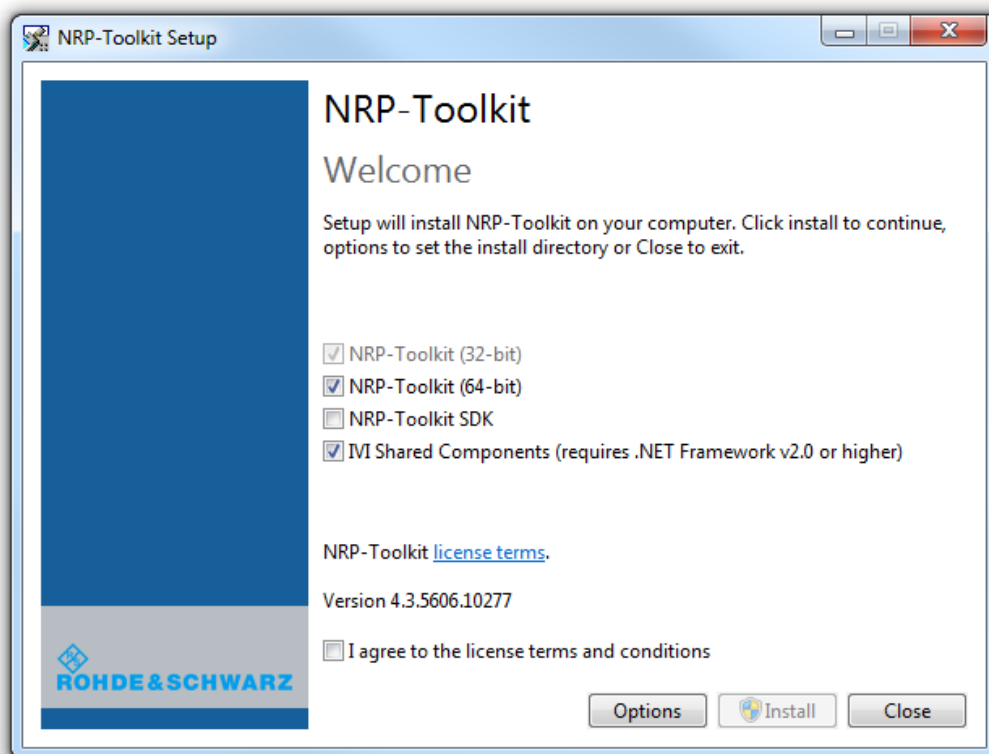 NRP-Toolkit Setup
NRP-Toolkit
Welcome
Setup will install NRP-Toolkit on your computer. Click install to continue,
options to set the install directory or Close to exit.
NRP-Toolkit (32-bit)
NRP-Toolkit (64-bit)
NRP-Toolkit SDK
IVI Shared Components (requires .NET Framework v2.0 or higher)
NRP-Toolkit license terms.
Version 4.3.5606.10277
I agree to the license terms and conditions
ROHDE&SCHWARZ
Options Install Close